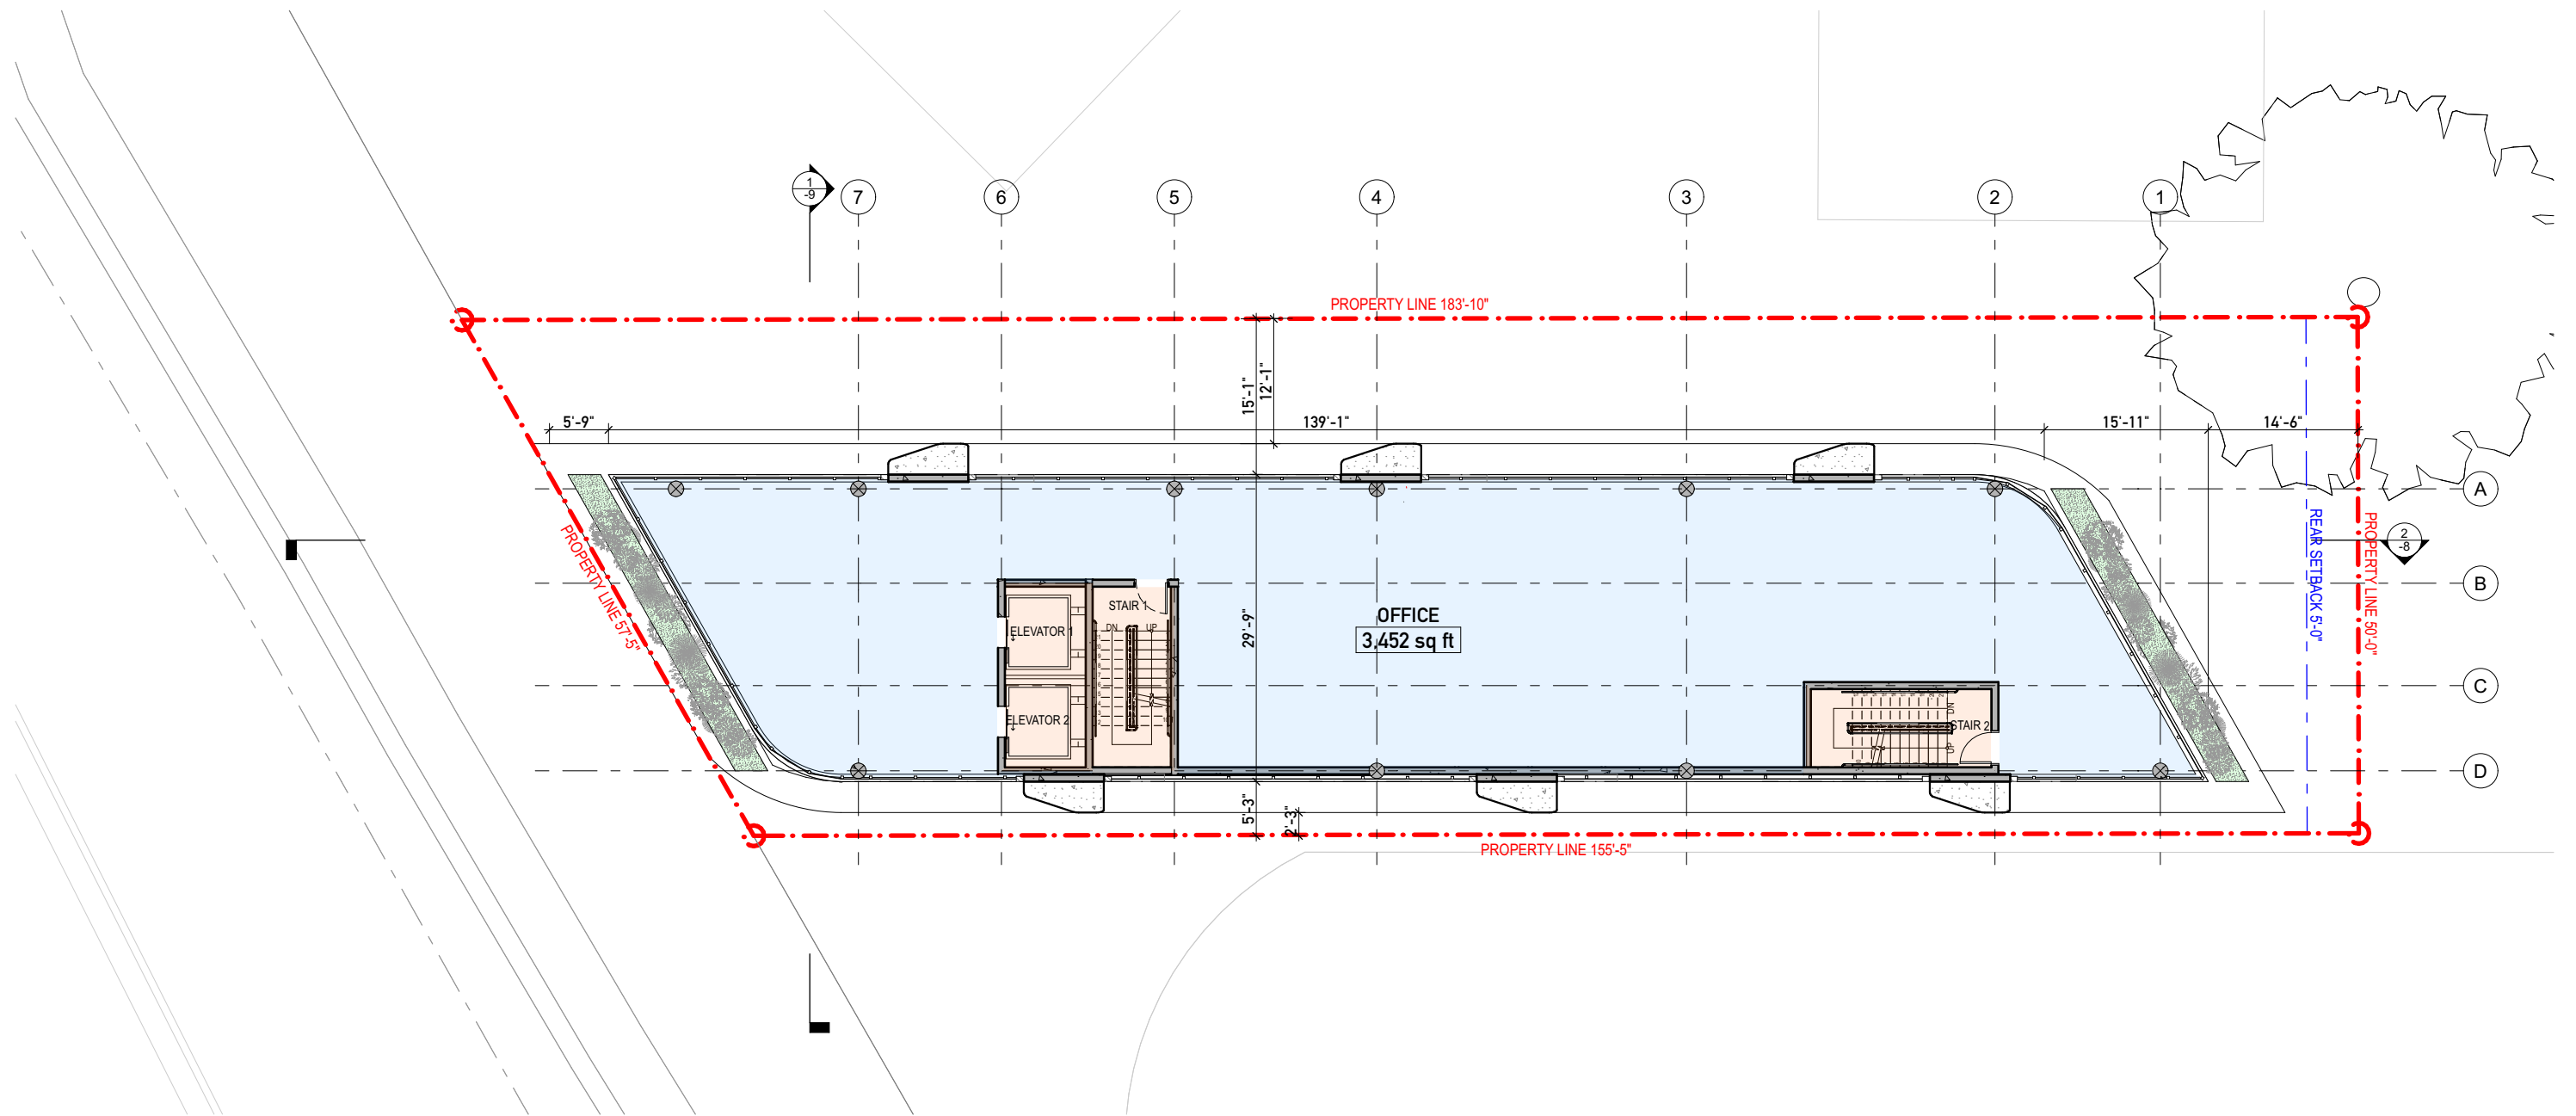 1
-9
7
6
5
4
3
2
1
PROPERTY LINE 183'-10"
15'-1"
12'-1"
5'-9"
139'-1"
15'-11"
14'-6"
A
PROPERTY LINE 57'-5"
REAR SETBACK 5'-0"
PROPERTY LINE 50'-0"
2
-8
B
STAIR 1
OFFICE
DN
UP
ELEVATOR 1
3,452 sq ft
29'-9"
C
ELEVATOR 2
DN
STAIR 2
UP
D
5'-3"
2'-3"
PROPERTY LINE 155'-5"